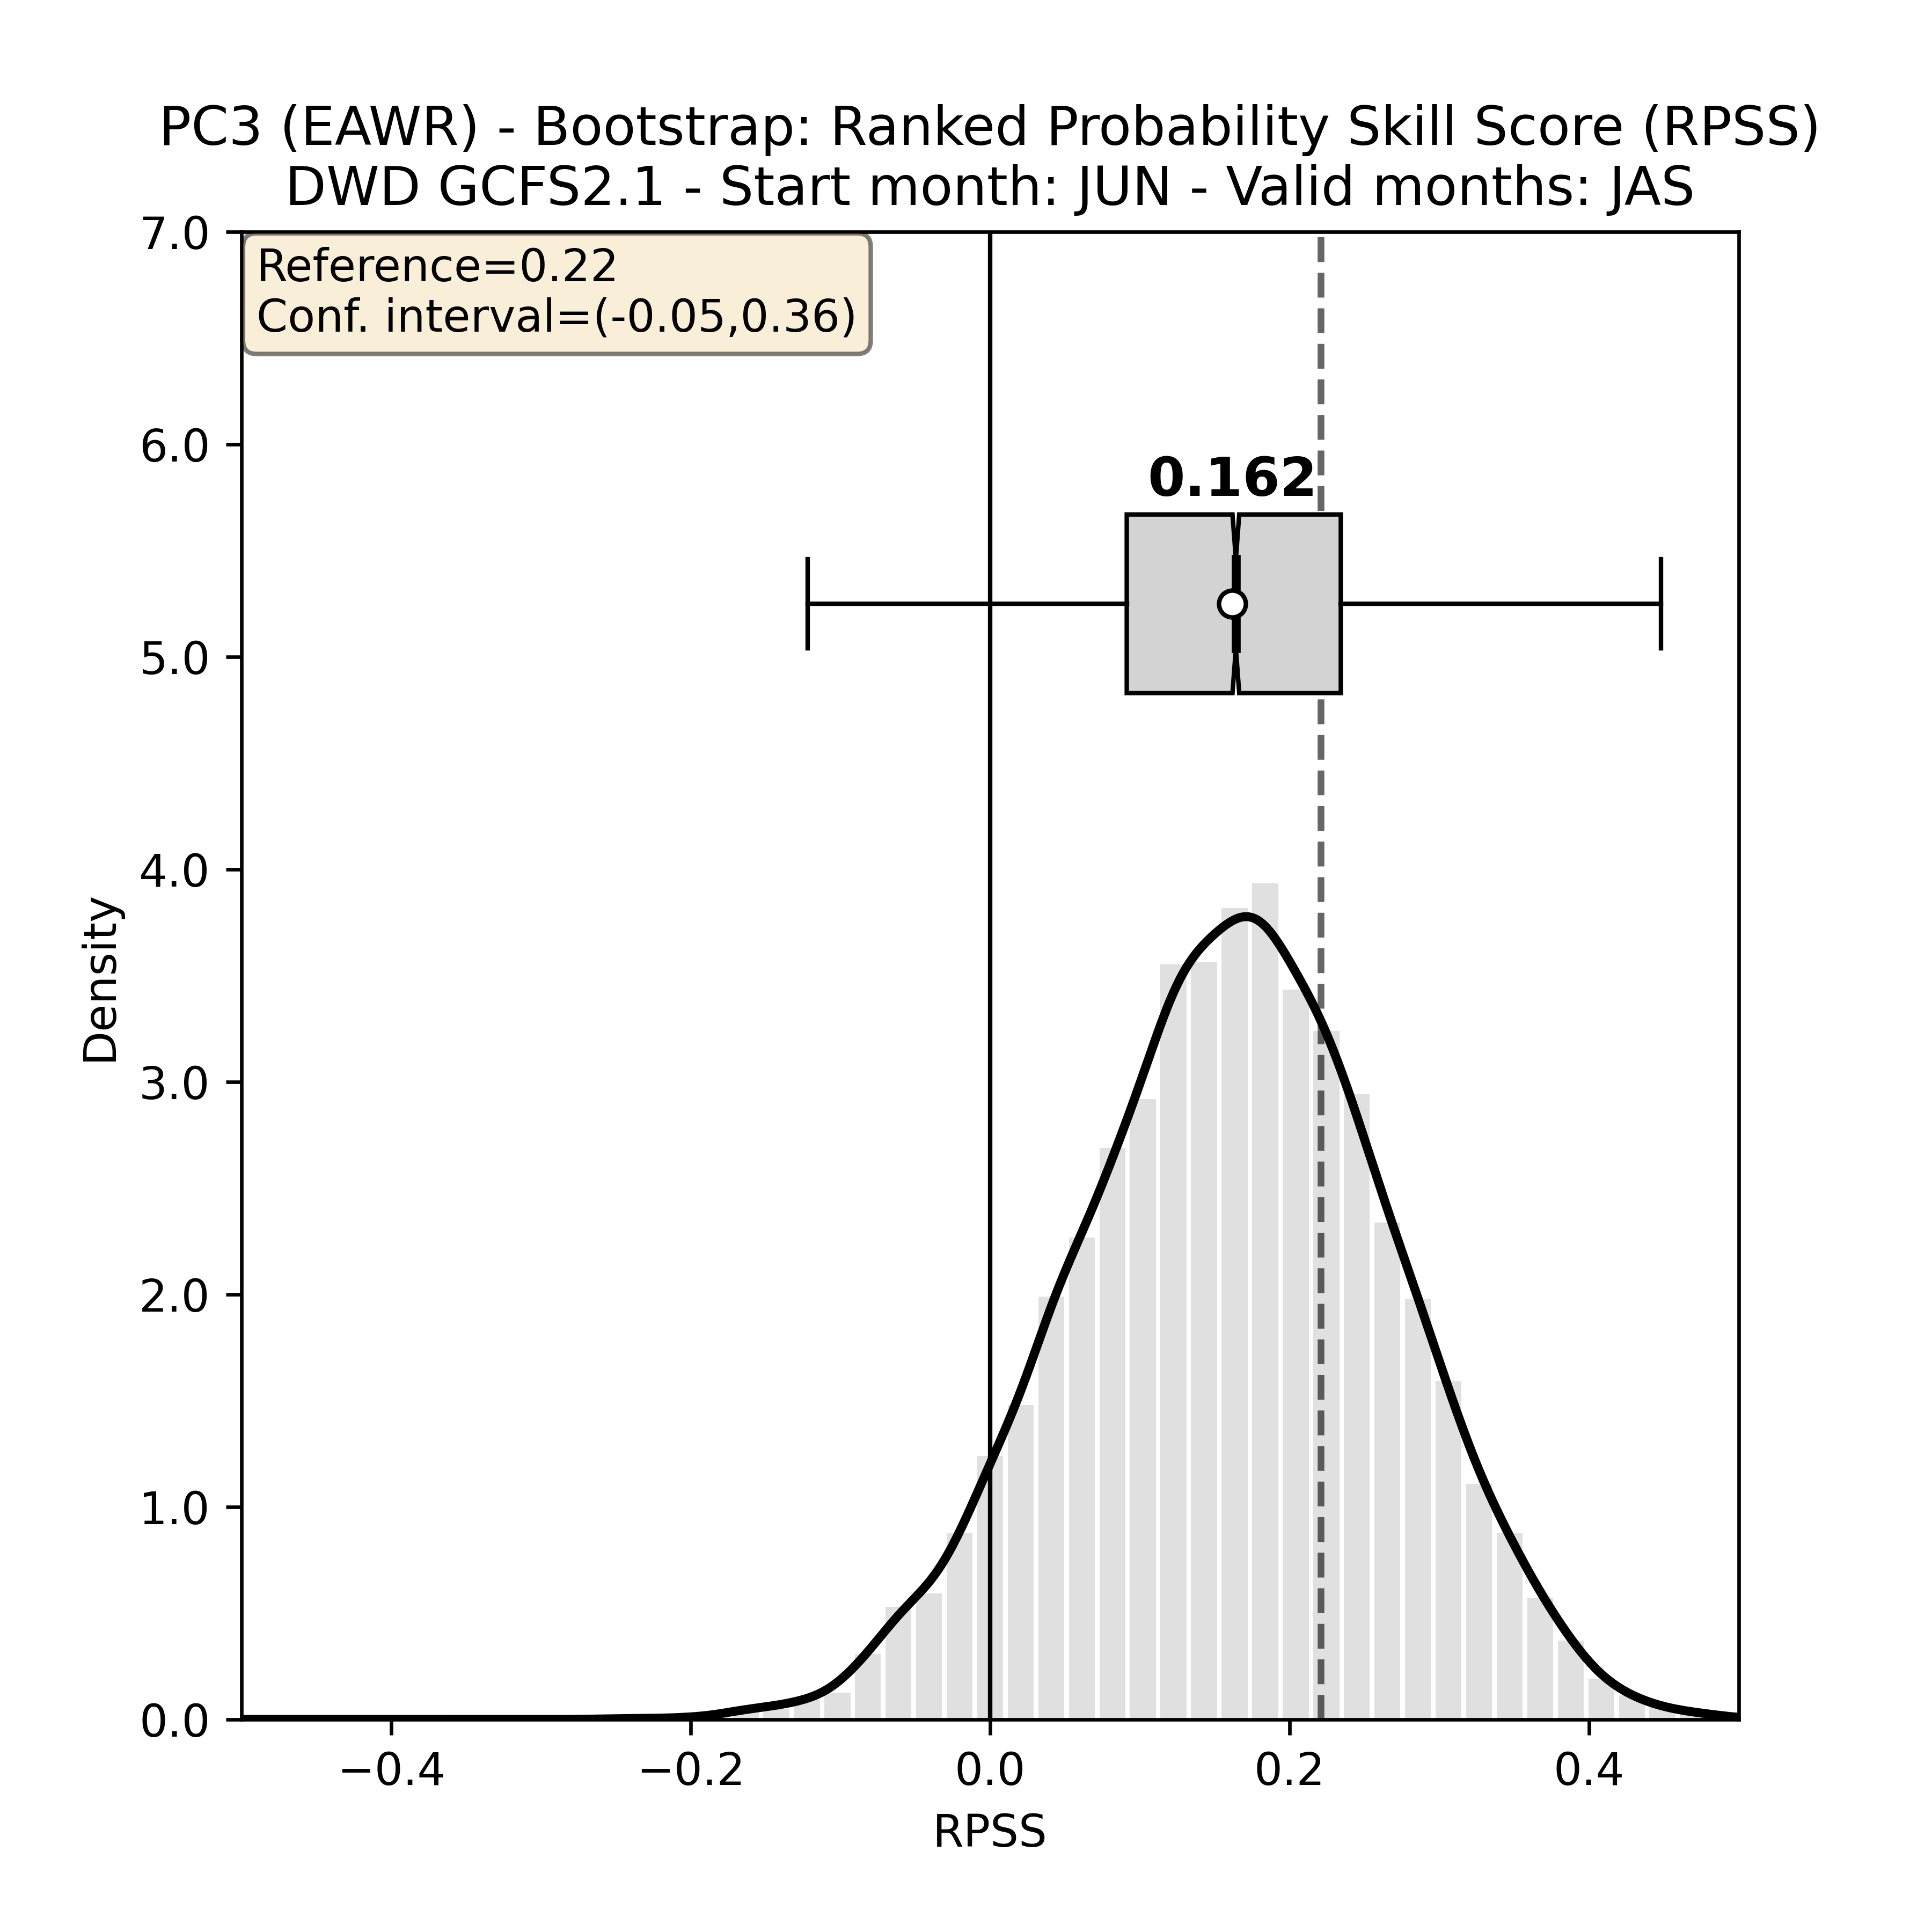 PC3 (EAWR) - Bootstrap: Ranked Probability Skill Score (RPSS)
DWD GCFS2.1 - Start month: JUN - Valid months: JAS
Reference=0.22
Conf. interval=(-0.05,0.36)
0.162
7.0
6.0
5.0
4.0
3.0
2.0
1.0
0.0
Density
−0.4
−0.2
0.0
0.2
0.4
RPSS